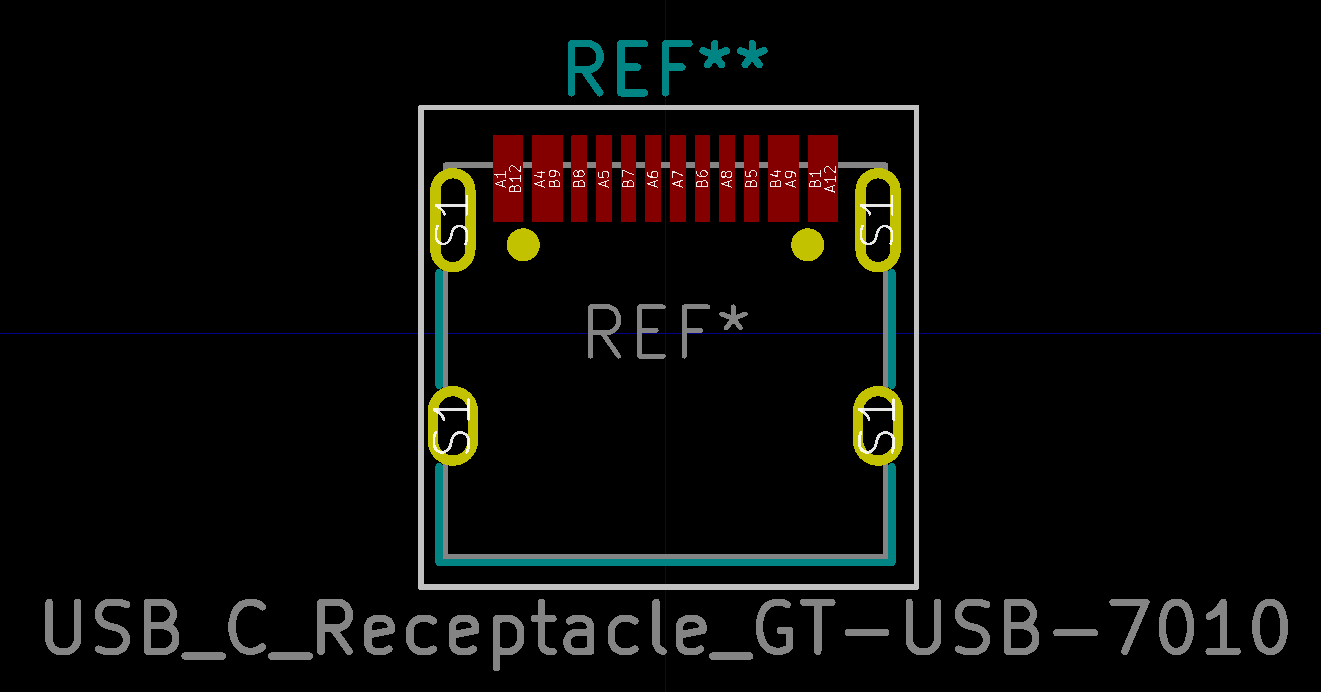 REF**
A1 B12 A4 B9 B8 A5 B7 A6 A7 B6 A8 B5 B4 A9 B1 A12
S1 S1
REF*
S1 S1
USB_C_Receptacle_GT-USB-7010